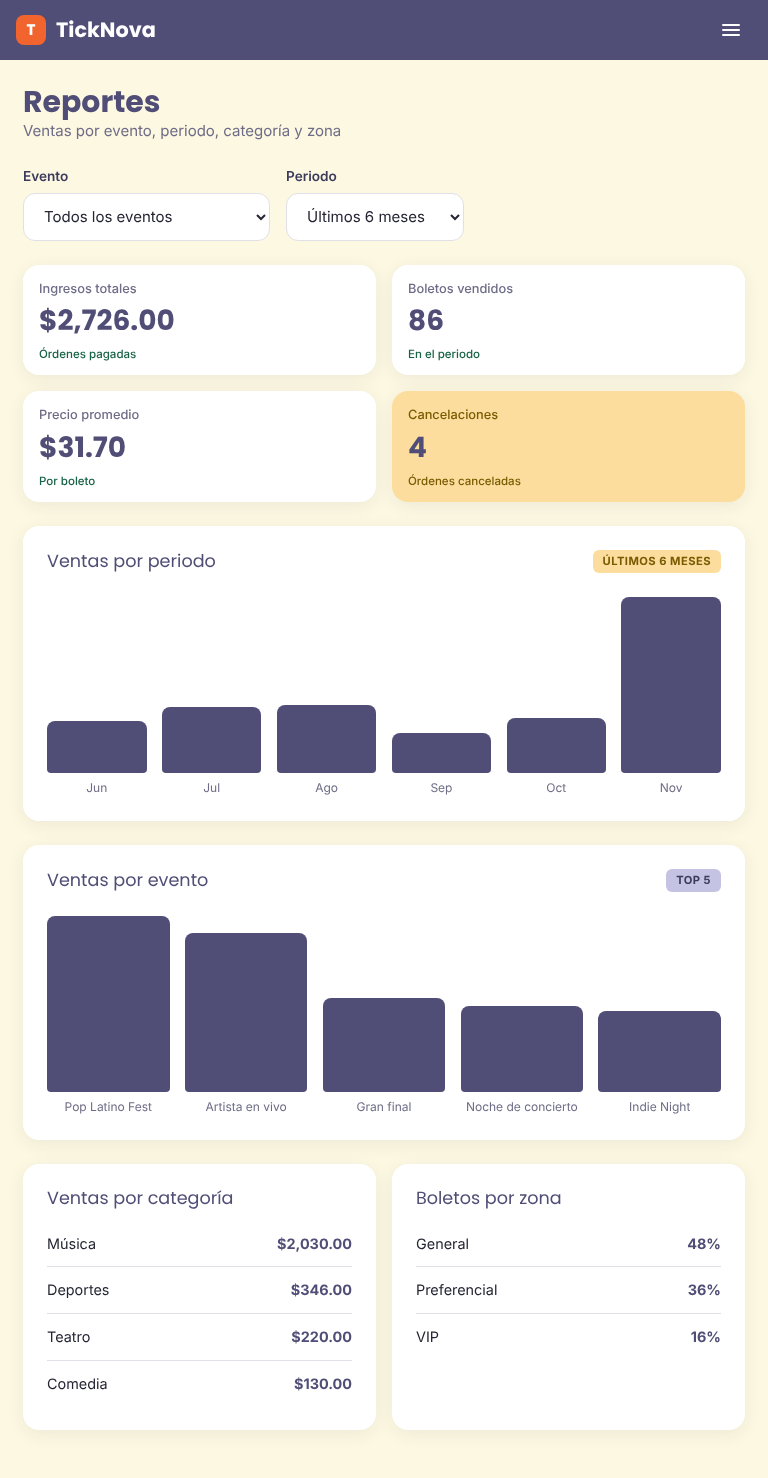 T TickNova
Reportes
Ventas por evento, periodo, categoría y zona
Evento Periodo
Todos los eventos Últimos 6 meses
Ingresos totales
$2,726.00
Órdenes pagadas
Boletos vendidos
86
En el periodo
Precio promedio
$31.70
Por boleto
Cancelaciones
4
Órdenes canceladas
Ventas por periodo ÚLTIMOS 6 MESES
Jun Jul Ago Sep Oct Nov
Ventas por evento TOP 5
Pop Latino Fest Artista en vivo Gran final Noche de concierto Indie Night
Ventas por categoría
Música $2,030.00
Deportes $346.00
Teatro $220.00
Comedia $130.00
Boletos por zona
General 48%
Preferencial 36%
VIP 16%